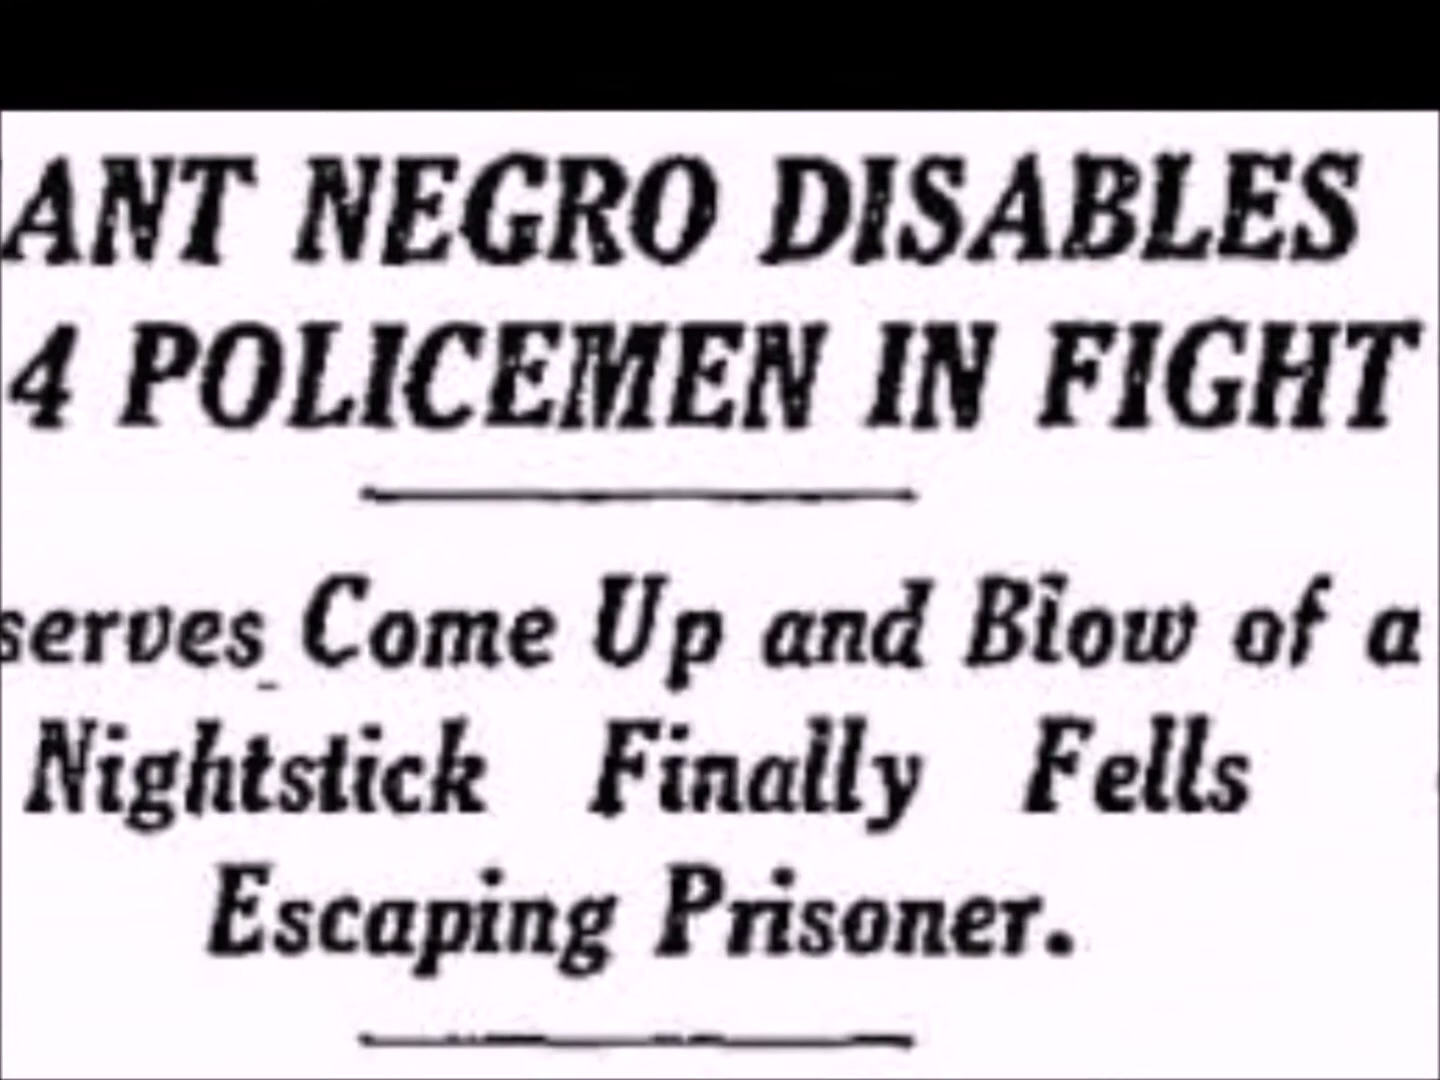 ANT NEGRO DISABLES
4 POLICEMEN IN FIGHT
serves Come Up and Blow of a
Nightstick Finally Fells
Escaping Prisoner.